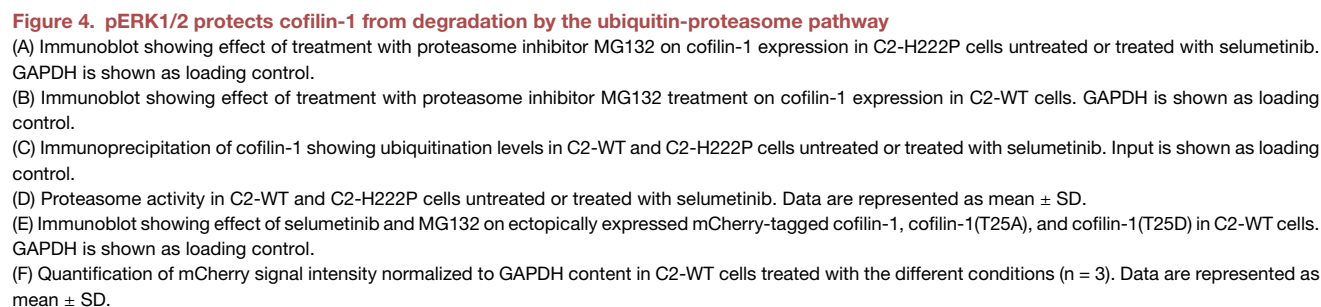 Figure 4. pERK1/2 protects cofilin-1 from degradation by the ubiquitin-proteasome pathway
(A) Immunoblot showing effect of treatment with proteasome inhibitor MG132 on cofilin-1 expression in C2-H222P cells untreated or treated with selumetinib.
GAPDH is shown as loading control.
(B) Immunoblot showing effect of treatment with proteasome inhibitor MG132 treatment on cofilin-1 expression in C2-WT cells. GAPDH is shown as loading
control.
(C) Immunoprecipitation of cofilin-1 showing ubiquitination levels in C2-WT and C2-H222P cells untreated or treated with selumetinib. Input is shown as loading
control.
(D) Proteasome activity in C2-WT and C2-H222P cells untreated or treated with selumetinib. Data are represented as mean ± SD.
(E) Immunoblot showing effect of selumetinib and MG132 on ectopically expressed mCherry-tagged cofilin-1, cofilin-1(T25A), and cofilin-1(T25D) in C2-WT cells.
GAPDH is shown as loading control.
(F) Quantification of mCherry signal intensity normalized to GAPDH content in C2-WT cells treated with the different conditions (n = 3). Data are represented as
mean ± SD.